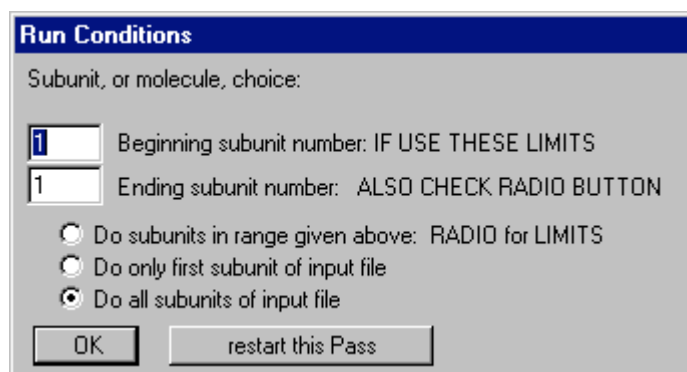 Run Conditions
Subunit, or molecule, choice:
1 Beginning subunit number: IF USE THESE LIMITS
1 Ending subunit number: ALSO CHECK RADIO BUTTON
Do subunits in range given above: RADIO for LIMITS
Do only first subunit of input file
Do all subunits of input file
OK restart this Pass